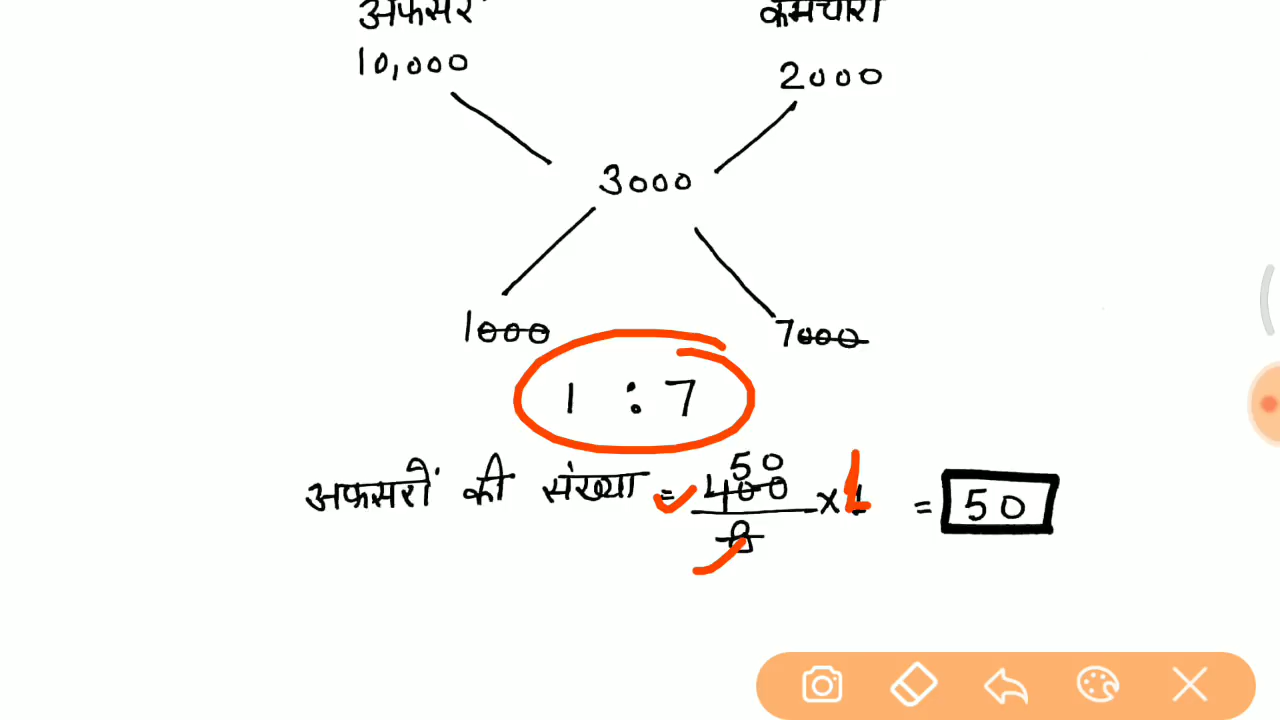 अफसर कर्मचारी
10,000 2000
3000
1000 7000
1 : 7
50
अफसरों की संख्या = 400 × 1 = 50
8